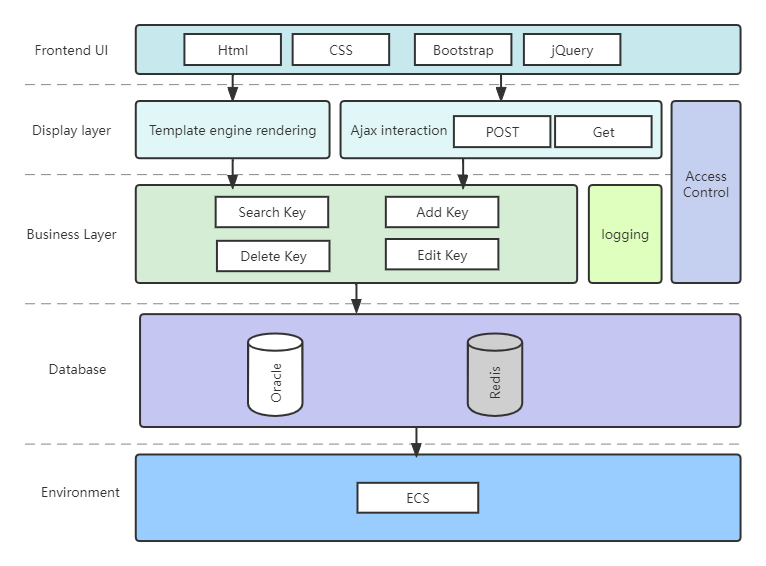 Frontend UI
Html
CSS
Bootstrap
jQuery
Display layer
Template engine rendering
Ajax interaction
POST
Get
Access
Control
Business Layer
Search Key
Add Key
Delete Key
Edit Key
logging
Database
Oracle
Redis
Environment
ECS